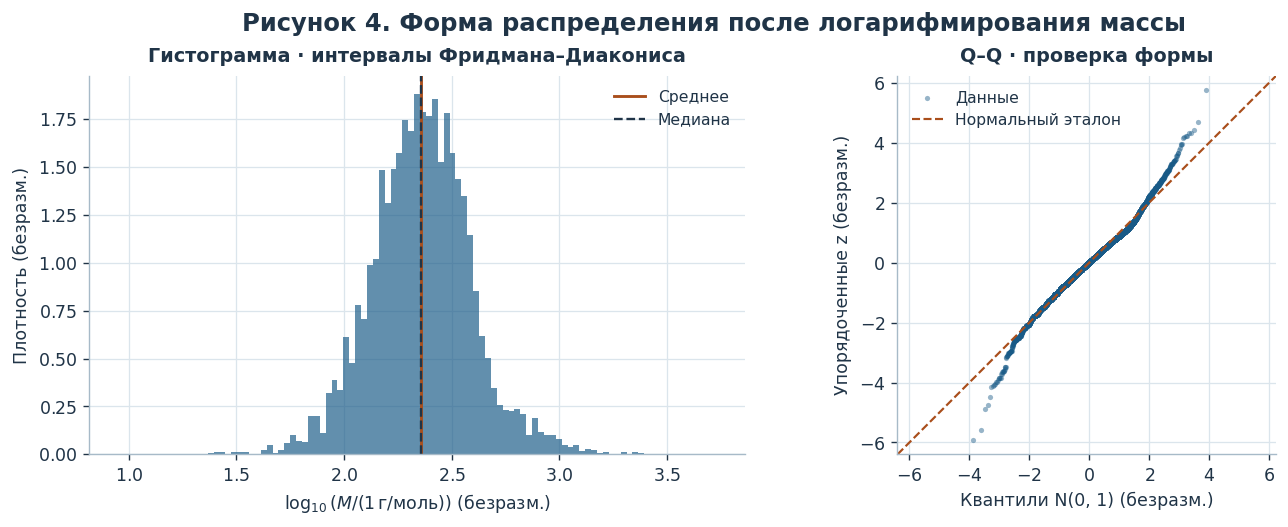 Рисунок 4. Форма распределения после логарифмирования массы
Гистограмма · интервалы Фридмана–Диакониса
Среднее
Медиана
Плотность (безразм.)
1.75
1.50
1.25
1.00
0.75
0.50
0.25
0.00
1.0 1.5 2.0 2.5 3.0 3.5
log₁₀ (M/(1 г/моль)) (безразм.)
Q–Q · проверка формы
Данные
Нормальный эталон
Упорядоченные z (безразм.)
6
4
2
0
−2
−4
−6
−6 −4 −2 0 2 4 6
Квантили N(0, 1) (безразм.)